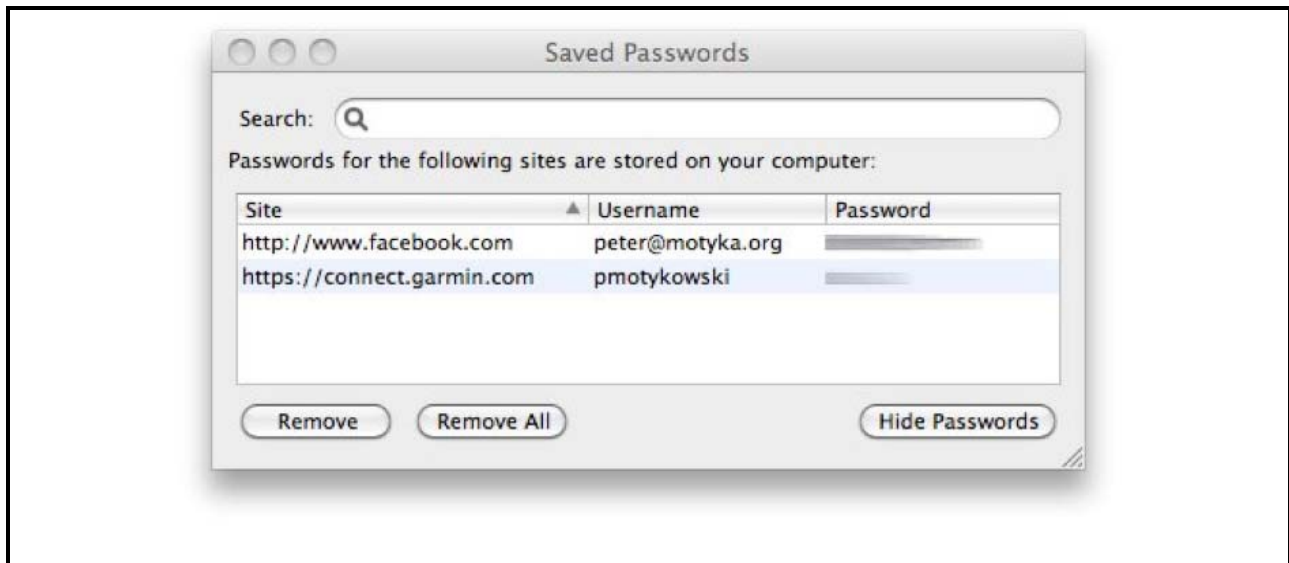 Saved Passwords
Search:
Passwords for the following sites are stored on your computer:
Site Username Password
http://www.facebook.com peter@motyka.org
https://connect.garmin.com pmotykowski
Remove Remove All Hide Passwords